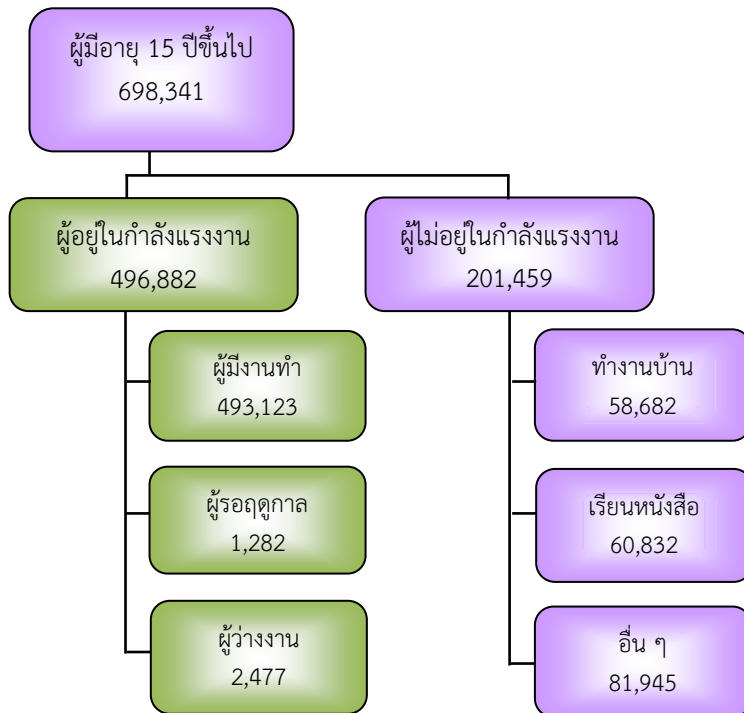 ผู้มีอายุ 15 ปีขึ้นไป
698,341
ผู้อยู่ในกำลังแรงงาน
496,882
ผู้ไม่อยู่ในกำลังแรงงาน
201,459
ผู้มีงานทำ
493,123
ทำงานบ้าน
58,682
ผู้รอฤดูกาล
1,282
เรียนหนังสือ
60,832
ผู้ว่างงาน
2,477
อื่น ๆ
81,945